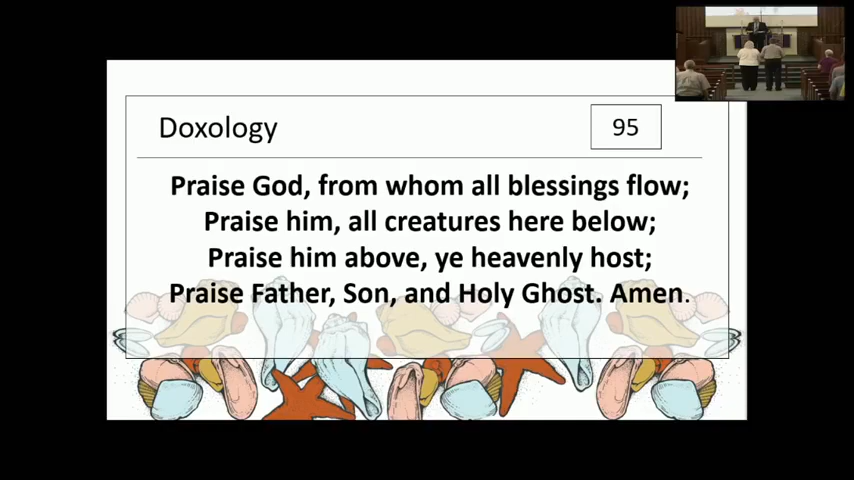 Doxology
95
Praise God, from whom all blessings flow;
Praise him, all creatures here below;
Praise him above, ye heavenly host;
Praise Father, Son, and Holy Ghost. Amen.